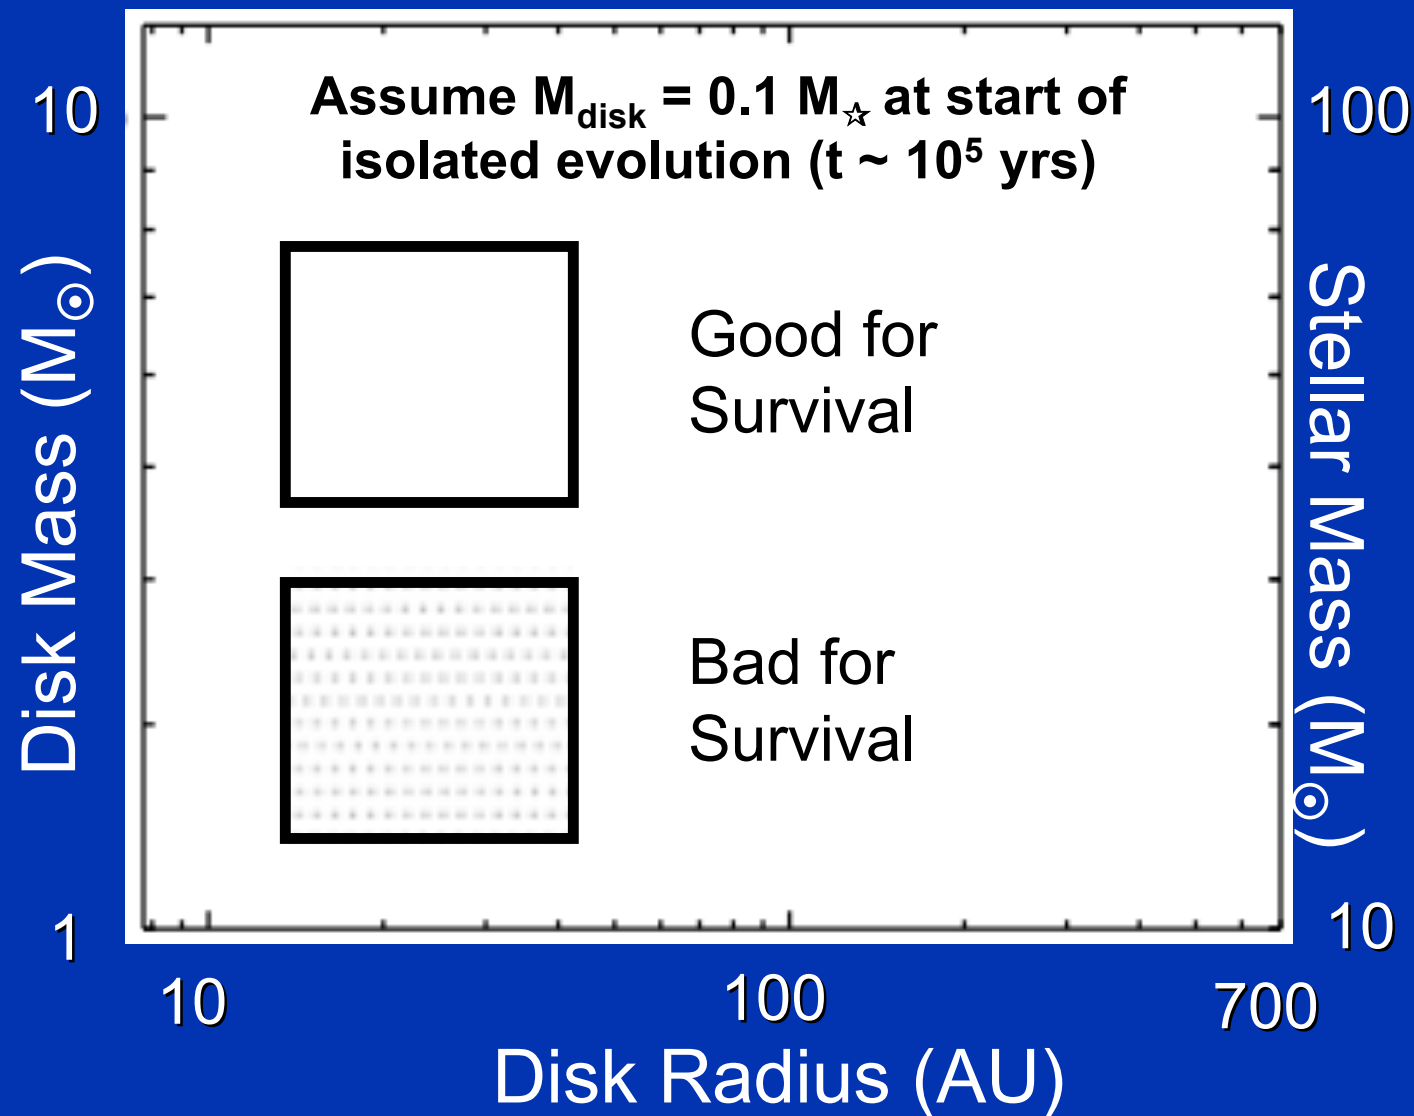 Assume M_disk = 0.1 M_☆ at start of
isolated evolution (t ~ 10⁵ yrs)
10
100
Disk Mass (M☉)
Stellar Mass (M☉)
Good for
Survival
Bad for
Survival
1
10
10
100
700
Disk Radius (AU)